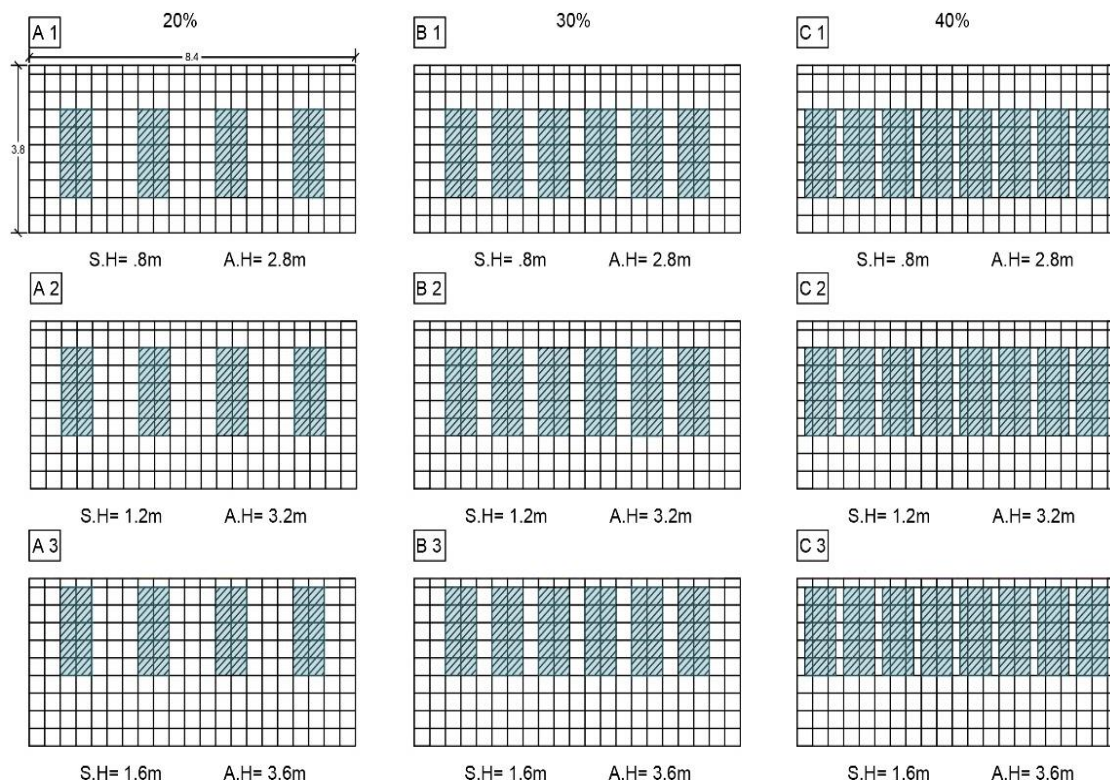 A 1
20%
B 1
30%
C 1
40%
8.4
3.8
S.H= .8m
A.H= 2.8m
S.H= .8m
A.H= 2.8m
S.H= .8m
A.H= 2.8m
A 2
B 2
C 2
S.H= 1.2m
A.H= 3.2m
S.H= 1.2m
A.H= 3.2m
S.H= 1.2m
A.H= 3.2m
A 3
B 3
C 3
S.H= 1.6m
A.H= 3.6m
S.H= 1.6m
A.H= 3.6m
S.H= 1.6m
A.H= 3.6m